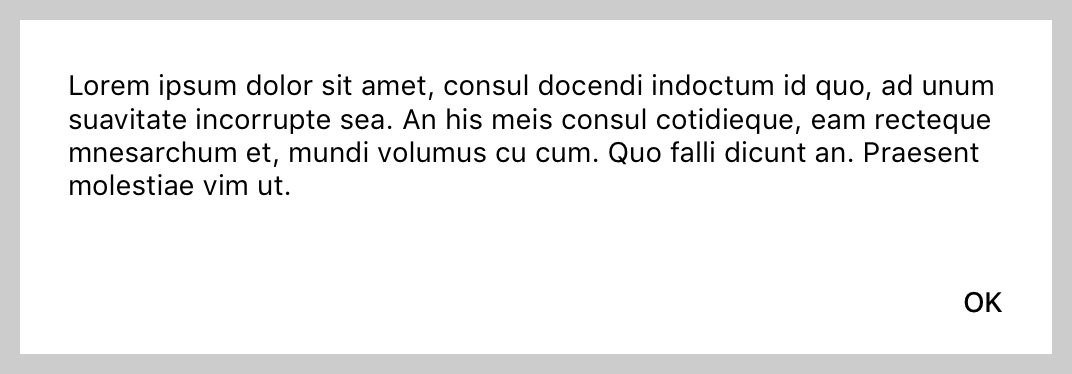 Lorem ipsum dolor sit amet, consul docendi indoctum id quo, ad unum
suavitate incorrupte sea. An his meis consul cotidieque, eam recteque
mnesarchum et, mundi volumus cu cum. Quo falli dicunt an. Praesent
molestiae vim ut.
OK